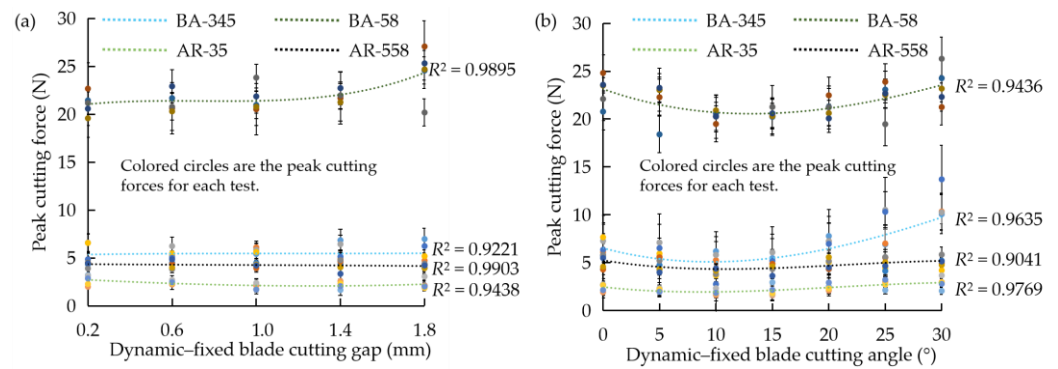 (a)
BA-345
BA-58
AR-35
AR-558
30
25
20
15
10
5
0
Peak cutting force (N)
R² = 0.9895
Colored circles are the peak cutting
forces for each test.
R² = 0.9221
R² = 0.9903
R² = 0.9438
0.2
0.6
1.0
1.4
1.8
Dynamic–fixed blade cutting gap (mm)
(b)
BA-345
BA-58
AR-35
AR-558
30
25
20
15
10
5
0
Peak cutting force (N)
R² = 0.9436
Colored circles are the peak cutting
forces for each test.
R² = 0.9635
R² = 0.9041
R² = 0.9769
0
5
10
15
20
25
30
Dynamic–fixed blade cutting angle (°)